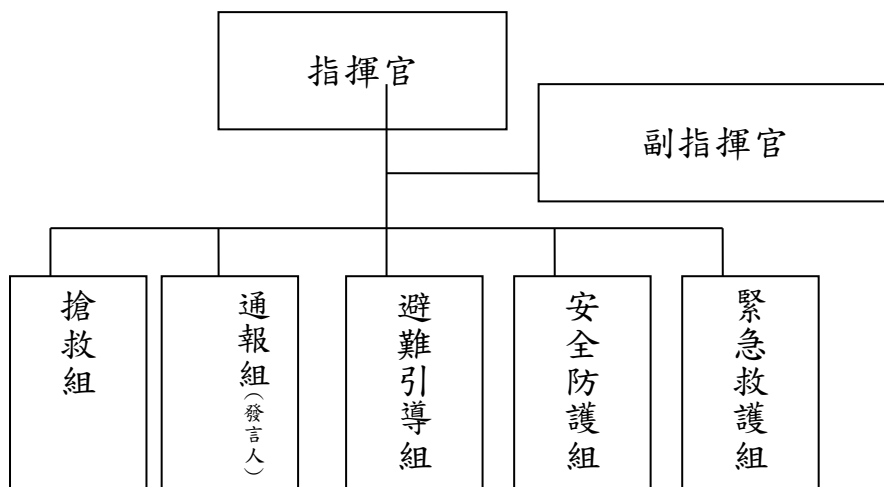 指揮官
副指揮官
搶救組
通報組(發言人)
避難引導組
安全防護組
緊急救護組